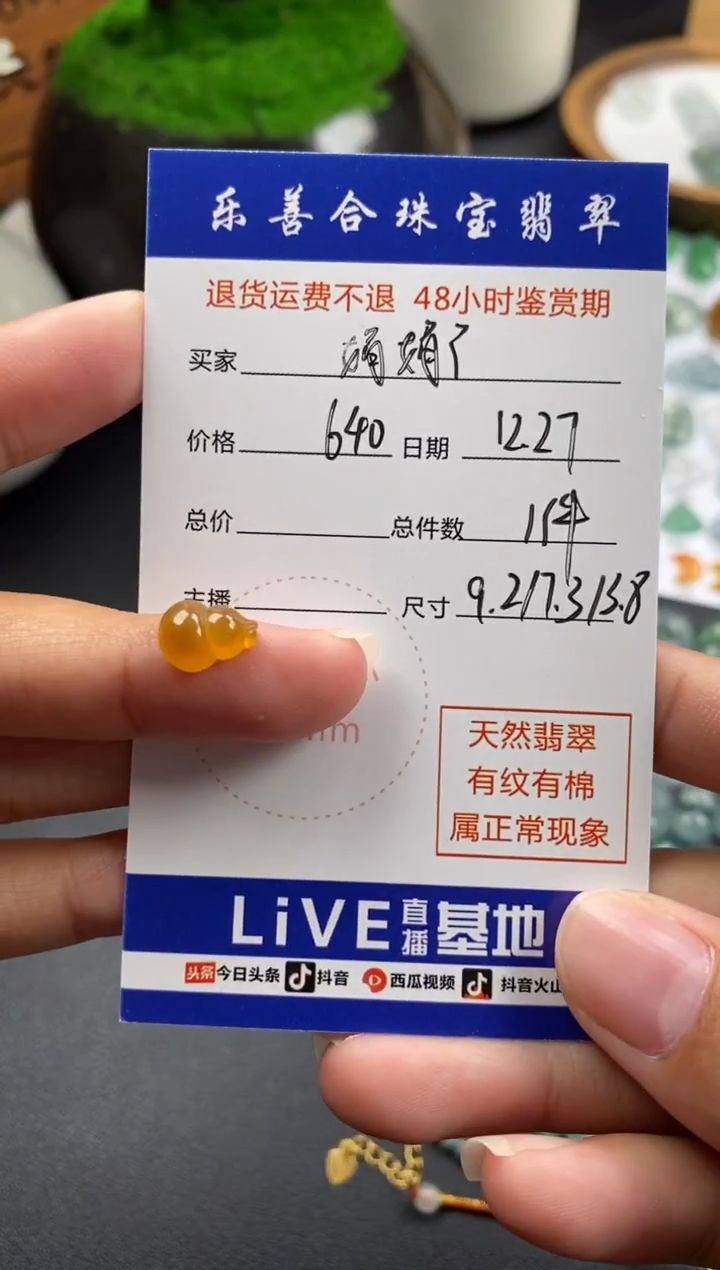 乐善合珠宝翡翠
退货运费不退 48小时鉴赏期
买家
价格 640 日期 12.27
总价 总件数 1件
主播 尺寸 9.2/7.3/3.8
天然翡翠
有纹有棉
属正常现象
LiVE直播基地
头条 今日头条 抖音 西瓜视频 抖音火山